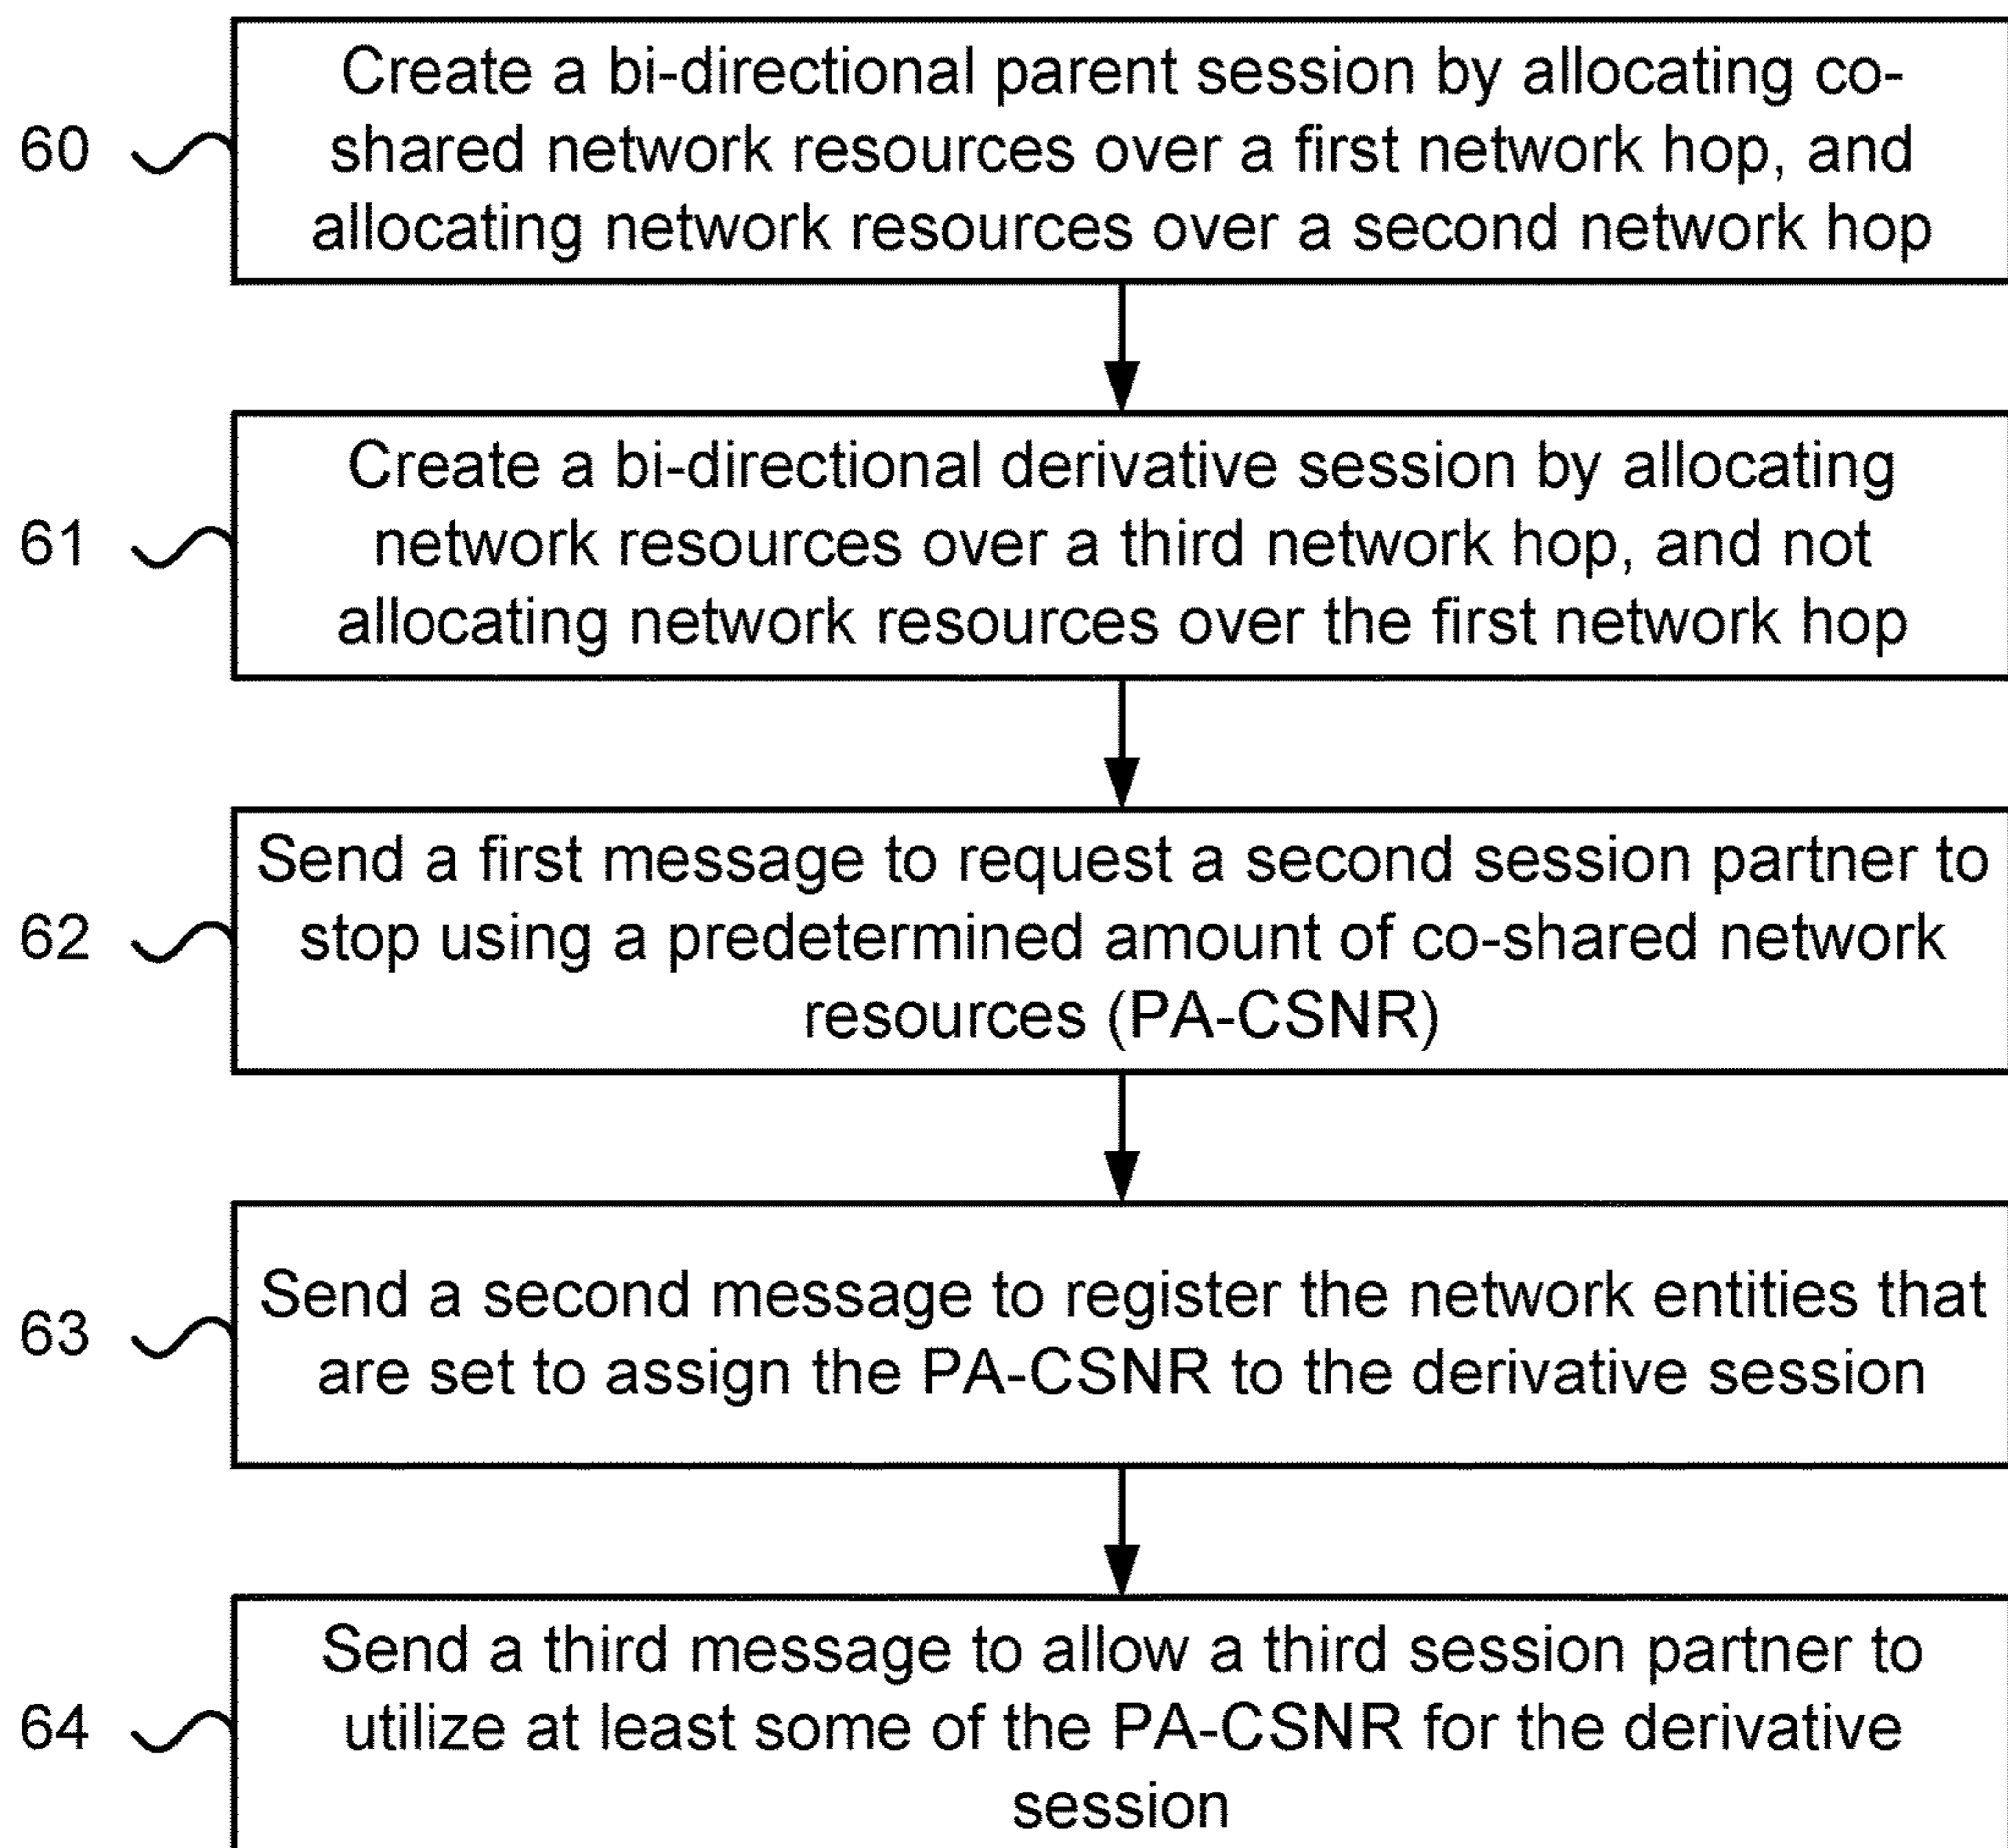 Create a bi-directional parent session by allocating co-
60
shared network resources over a first network hop, and
allocating network resources over a second network hop
Create a bi-directional derivative session by allocating
61
network resources over a third network hop, and not
allocating network resources over the first network hop
Send a first message to request a second session partner to
62
stop using a predetermined amount of co-shared network
resources (PA-CSNR)
63
Send a second message to register the network entities that
are set to assign the PA-CSNR to the derivative session
Send a third message to allow a third session partner to
64
utilize at least some of the PA-CSNR for the derivative
session